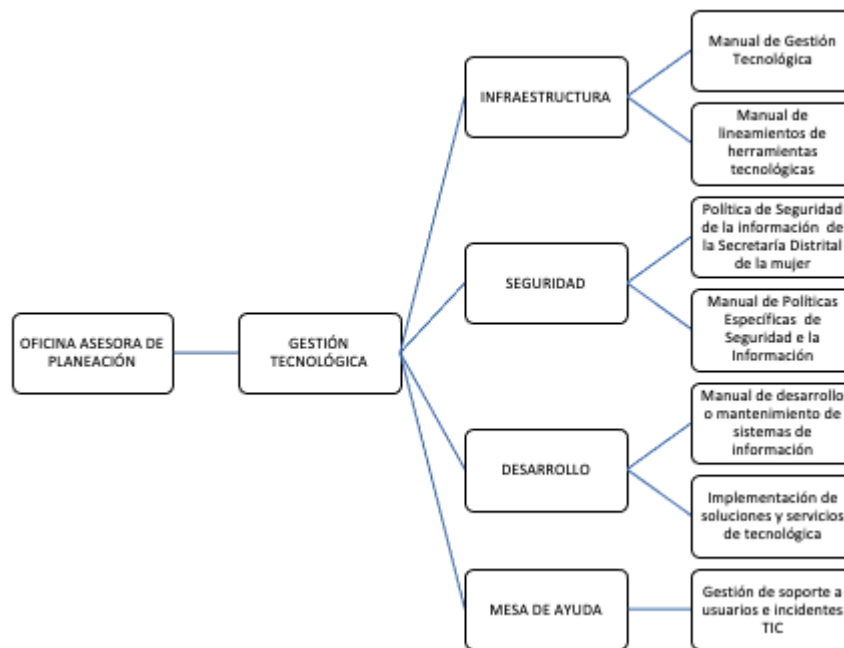 OFICINA ASESORA DE
PLANEACIÓN
GESTIÓN
TECNOLÓGICA
INFRAESTRUCTURA
Manual de Gestión
Tecnológica
Manual de
lineamientos de
herramientas
tecnológicas
SEGURIDAD
Política de Seguridad
de la información de
la Secretaría Distrital
de la mujer
Manual de Políticas
Específicas de
Seguridad e la
Información
DESARROLLO
Manual de desarrollo
o mantenimiento de
sistemas de
información
Implementación de
soluciones y servicios
de tecnológica
MESA DE AYUDA
Gestión de soporte a
usuarios e incidentes
TIC